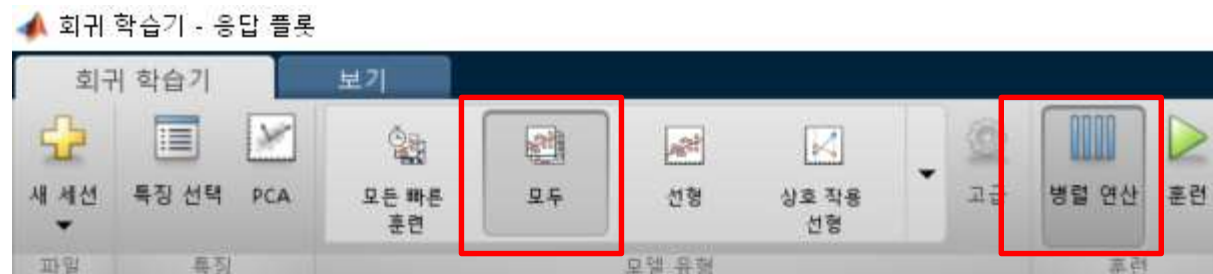 회귀 학습기 - 응답 플롯
회귀 학습기
보기
새 세션
특징 선택
PCA
모든 빠른
훈련
모두
선형
상호 작용
선형
고급
병렬 연산
훈련
파일
특징
모델 유형
훈련